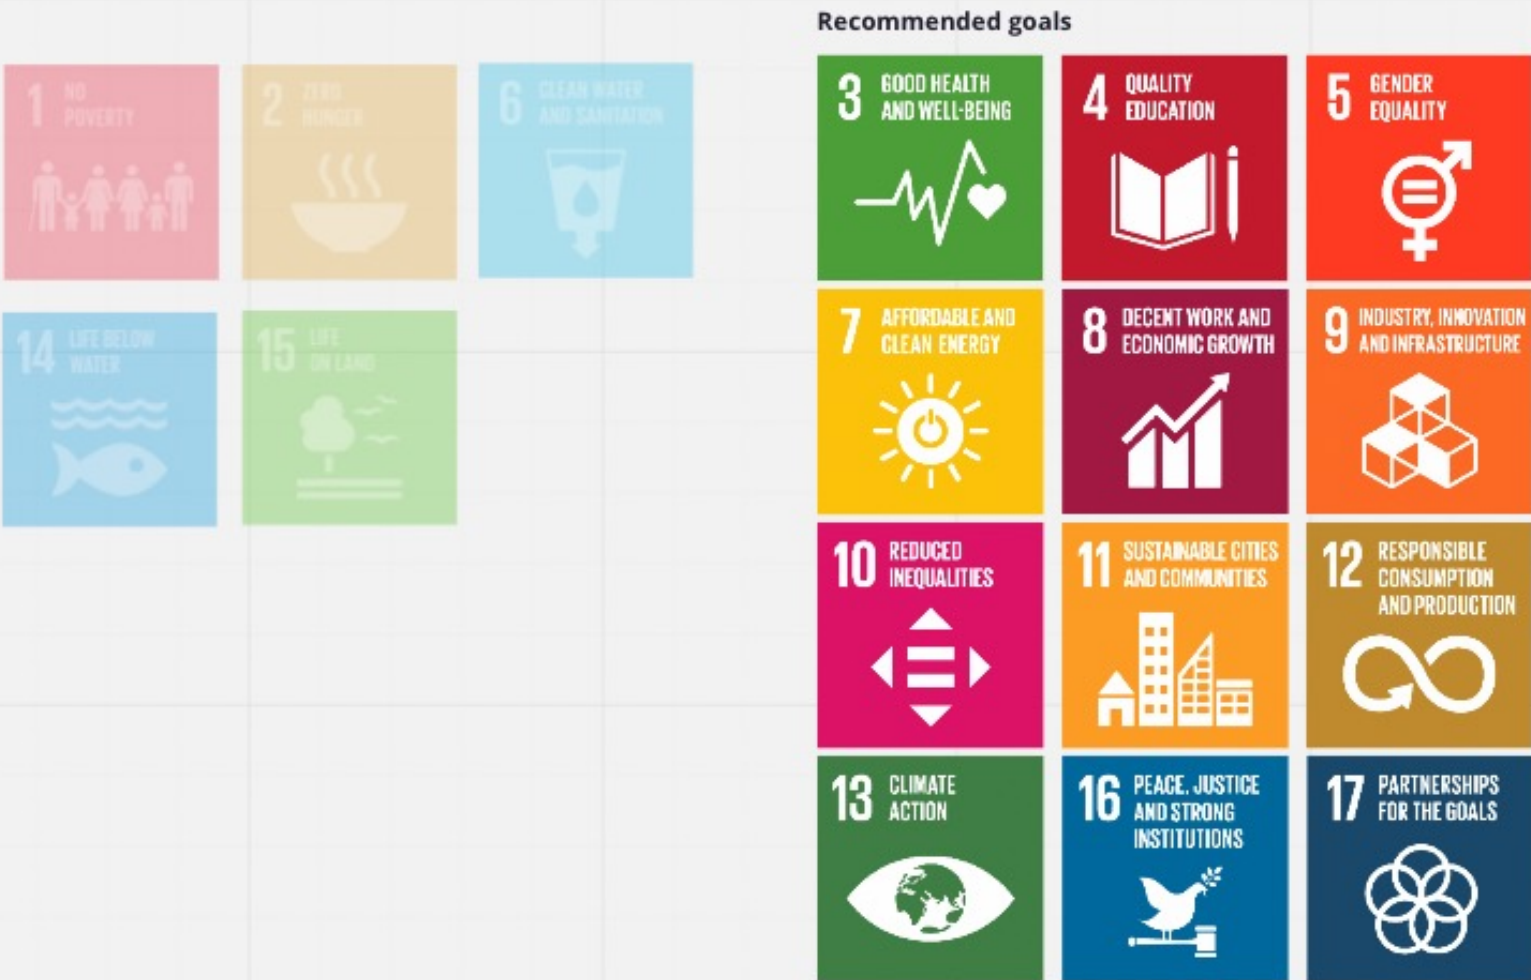 Recommended goals
1 NO
POVERTY
2 ZERO
HUNGER
6 CLEAN WATER
AND SANITATION
14 LIFE BELOW
WATER
15 LIFE
ON LAND
3 GOOD HEALTH
AND WELL-BEING
4 QUALITY
EDUCATION
5 GENDER
EQUALITY
7 AFFORDABLE AND
CLEAN ENERGY
8 DECENT WORK AND
ECONOMIC GROWTH
9 INDUSTRY, INNOVATION
AND INFRASTRUCTURE
10 REDUCED
INEQUALITIES
11 SUSTAINABLE CITIES
AND COMMUNITIES
12 RESPONSIBLE
CONSUMPTION
AND PRODUCTION
13 CLIMATE
ACTION
16 PEACE, JUSTICE
AND STRONG
INSTITUTIONS
17 PARTNERSHIPS
FOR THE GOALS